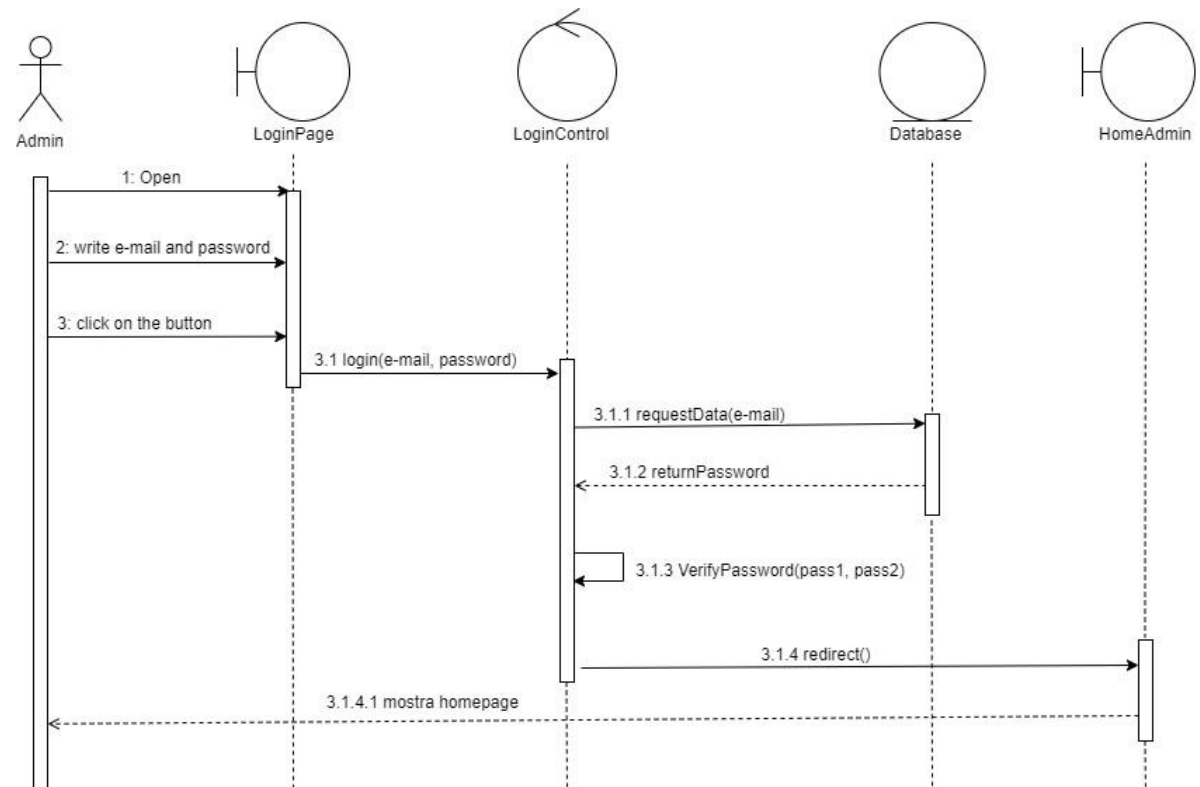 Admin
LoginPage
LoginControl
Database
HomeAdmin
1: Open
2: write e-mail and password
3: click on the button
3.1 login(e-mail, password)
3.1.1 requestData(e-mail)
3.1.2 returnPassword
3.1.3 VerifyPassword(pass1, pass2)
3.1.4 redirect()
3.1.4.1 mostra homepage